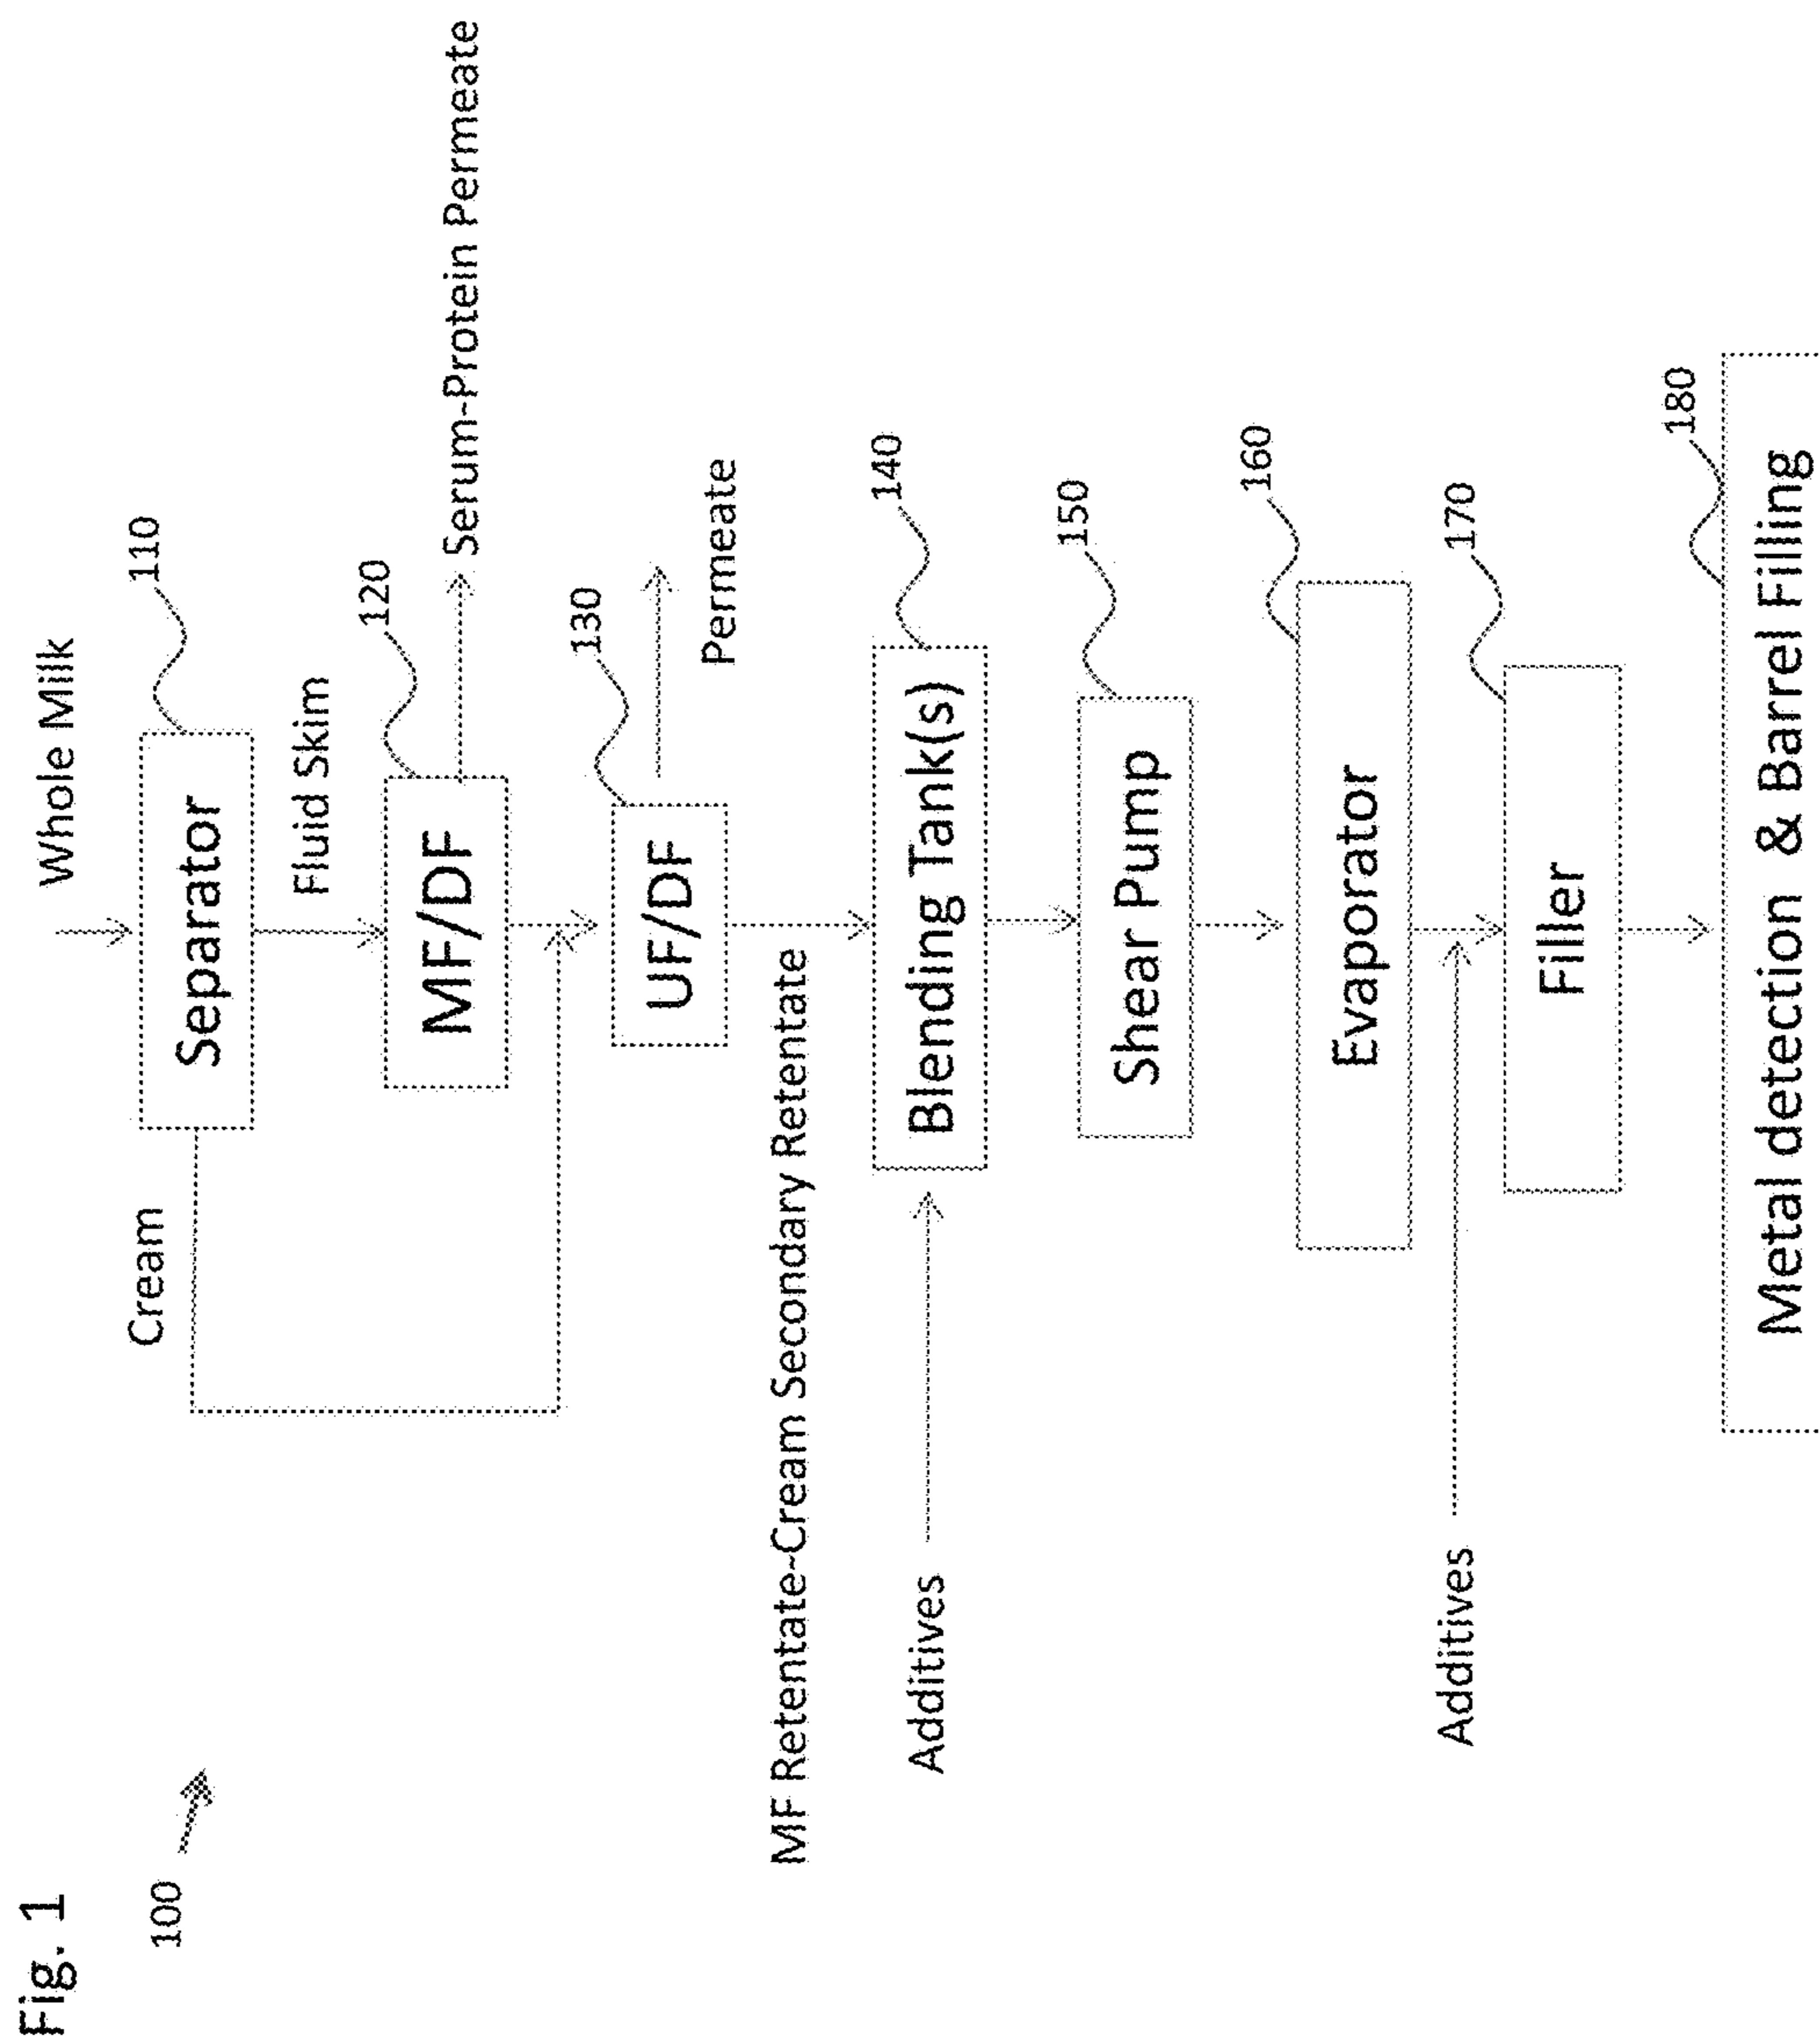 Fig. 1
100
Whole Milk
110
Separator
Cream
Fluid Skim
120
MF/DF
Serum-Protein Permeate
130
UF/DF
Permeate
MF Retentate-Cream Secondary Retentate
140
Additives
Blending Tank(s)
150
Shear Pump
160
Evaporator
Additives
170
Filler
180
Metal detection & Barrel Filling